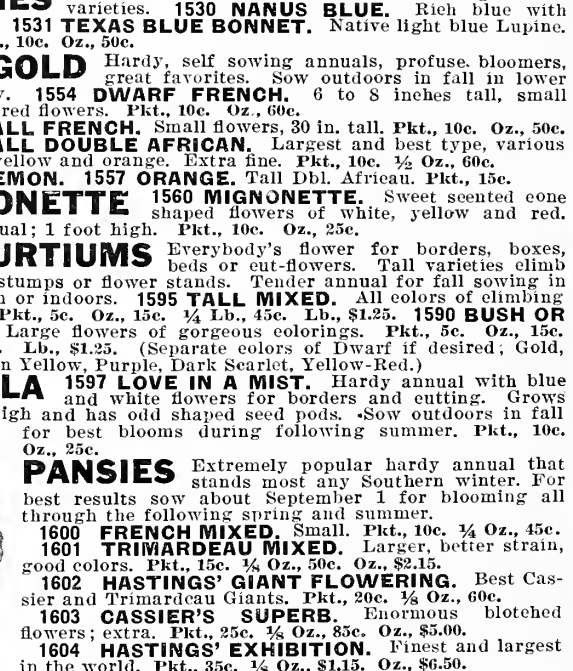 IES varieties. 1530 NANUS BLUE. Rich blue with
1531 TEXAS BLUE BONNET. Native light blue Lupine.
., 10c. Oz., 50c.
GOLD Hardy, self sowing annuals, profuse bloomers,
great favorites. Sow outdoors in fall in lower
y. 1554 DWARF FRENCH. 6 to 8 inches tall, small
red flowers. Pkt., 10c. Oz., 60c.
ALL FRENCH. Small flowers, 30 in. tall. Pkt., 10c. Oz., 50c.
ALL DOUBLE AFRICAN. Largest and best type, various
yellow and orange. Extra fine. Pkt., 10c. ½ Oz., 60c.
EMON. 1557 ORANGE. Tall Dbl. African. Pkt., 15c.
ONETTE 1560 MIGNONETTE. Sweet scented cone
shaped flowers of white, yellow and red.
ual; 1 foot high. Pkt., 10c. Oz., 25c.
URTIUMS Everybody's flower for borders, boxes,
beds or cut-flowers. Tall varieties climb
stumps or flower stands. Tender annual for fall sowing in
n or indoors. 1595 TALL MIXED. All colors of climbing
Pkt., 5c. Oz., 15c. ¼ Lb., 45c. Lb., $1.25. 1590 BUSH OR
Large flowers of gorgeous colorings. Pkt., 5c. Oz., 15c.
. Lb., $1.25. (Separate colors of Dwarf if desired; Gold,
n Yellow, Purple, Dark Scarlet, Yellow-Red.)
LA 1597 LOVE IN A MIST. Hardy annual with blue
and white flowers for borders and cutting. Grows
igh and has odd shaped seed pods. Sow outdoors in fall
for best blooms during following summer. Pkt., 10c.
Oz., 25c.
PANSIES Extremely popular hardy annual that
stands most any Southern winter. For
best results sow about September 1 for blooming all
through the following spring and summer.
1600 FRENCH MIXED. Small. Pkt., 10c. ¼ Oz., 45c.
1601 TRIMARDEAU MIXED. Larger, better strain,
good colors. Pkt., 15c. ⅛ Oz., 50c. Oz., $2.15.
1602 HASTINGS' GIANT FLOWERING. Best Cas-
sier and Trimardeau Giants. Pkt., 20c. ⅛ Oz., 60c.
1603 CASSIER'S SUPERB. Enormous blotched
flowers; extra. Pkt., 25c. ⅛ Oz., 85c. Oz., $5.00.
1604 HASTINGS' EXHIBITION. Finest and largest
in the world. Pkt., 35c. ⅛ Oz., $1.15. Oz., $6.50.